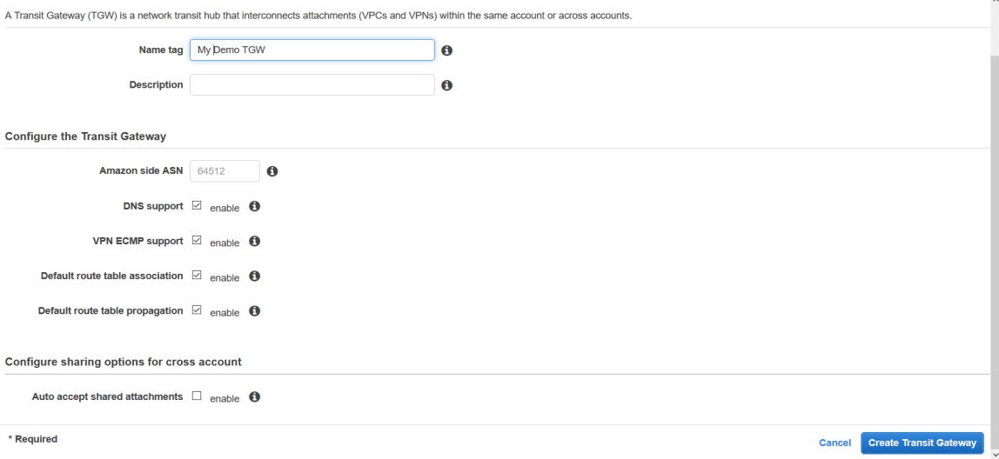 A Transit Gateway (TGW) is a network transit hub that interconnects attachments (VPCs and VPNs) within the same account or across accounts.
Name tag My Demo TGW
Description
Configure the Transit Gateway
Amazon side ASN 64512
DNS support enable
VPN ECMP support enable
Default route table association enable
Default route table propagation enable
Configure sharing options for cross account
Auto accept shared attachments enable
* Required
Cancel Create Transit Gateway